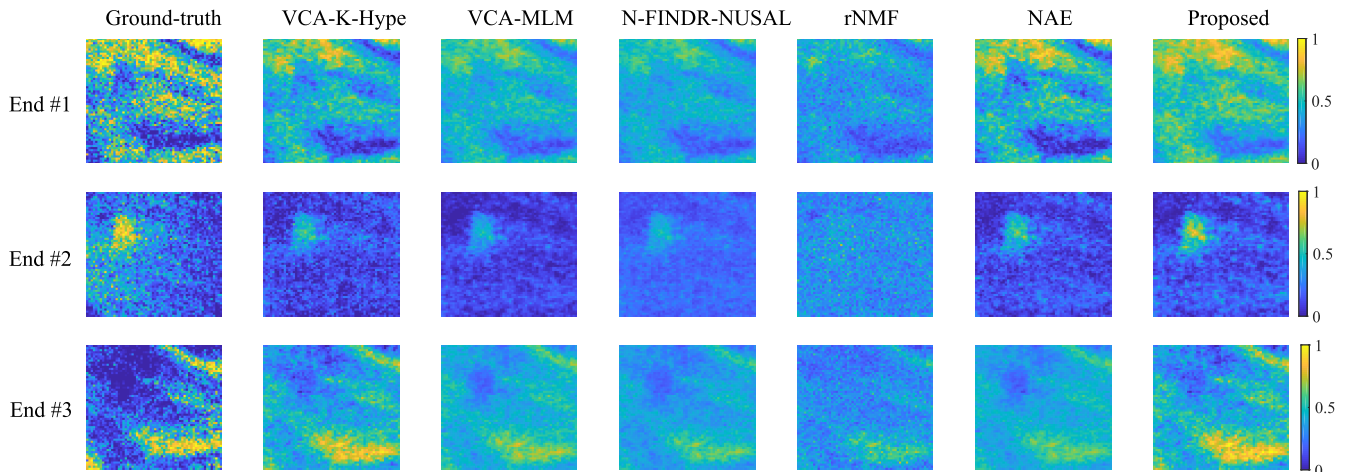 Ground-truth VCA-K-Hype VCA-MLM N-FINDR-NUSAL rNMF NAE Proposed
End #1
1
0.5
0
End #2
1
0.5
0
End #3
1
0.5
0